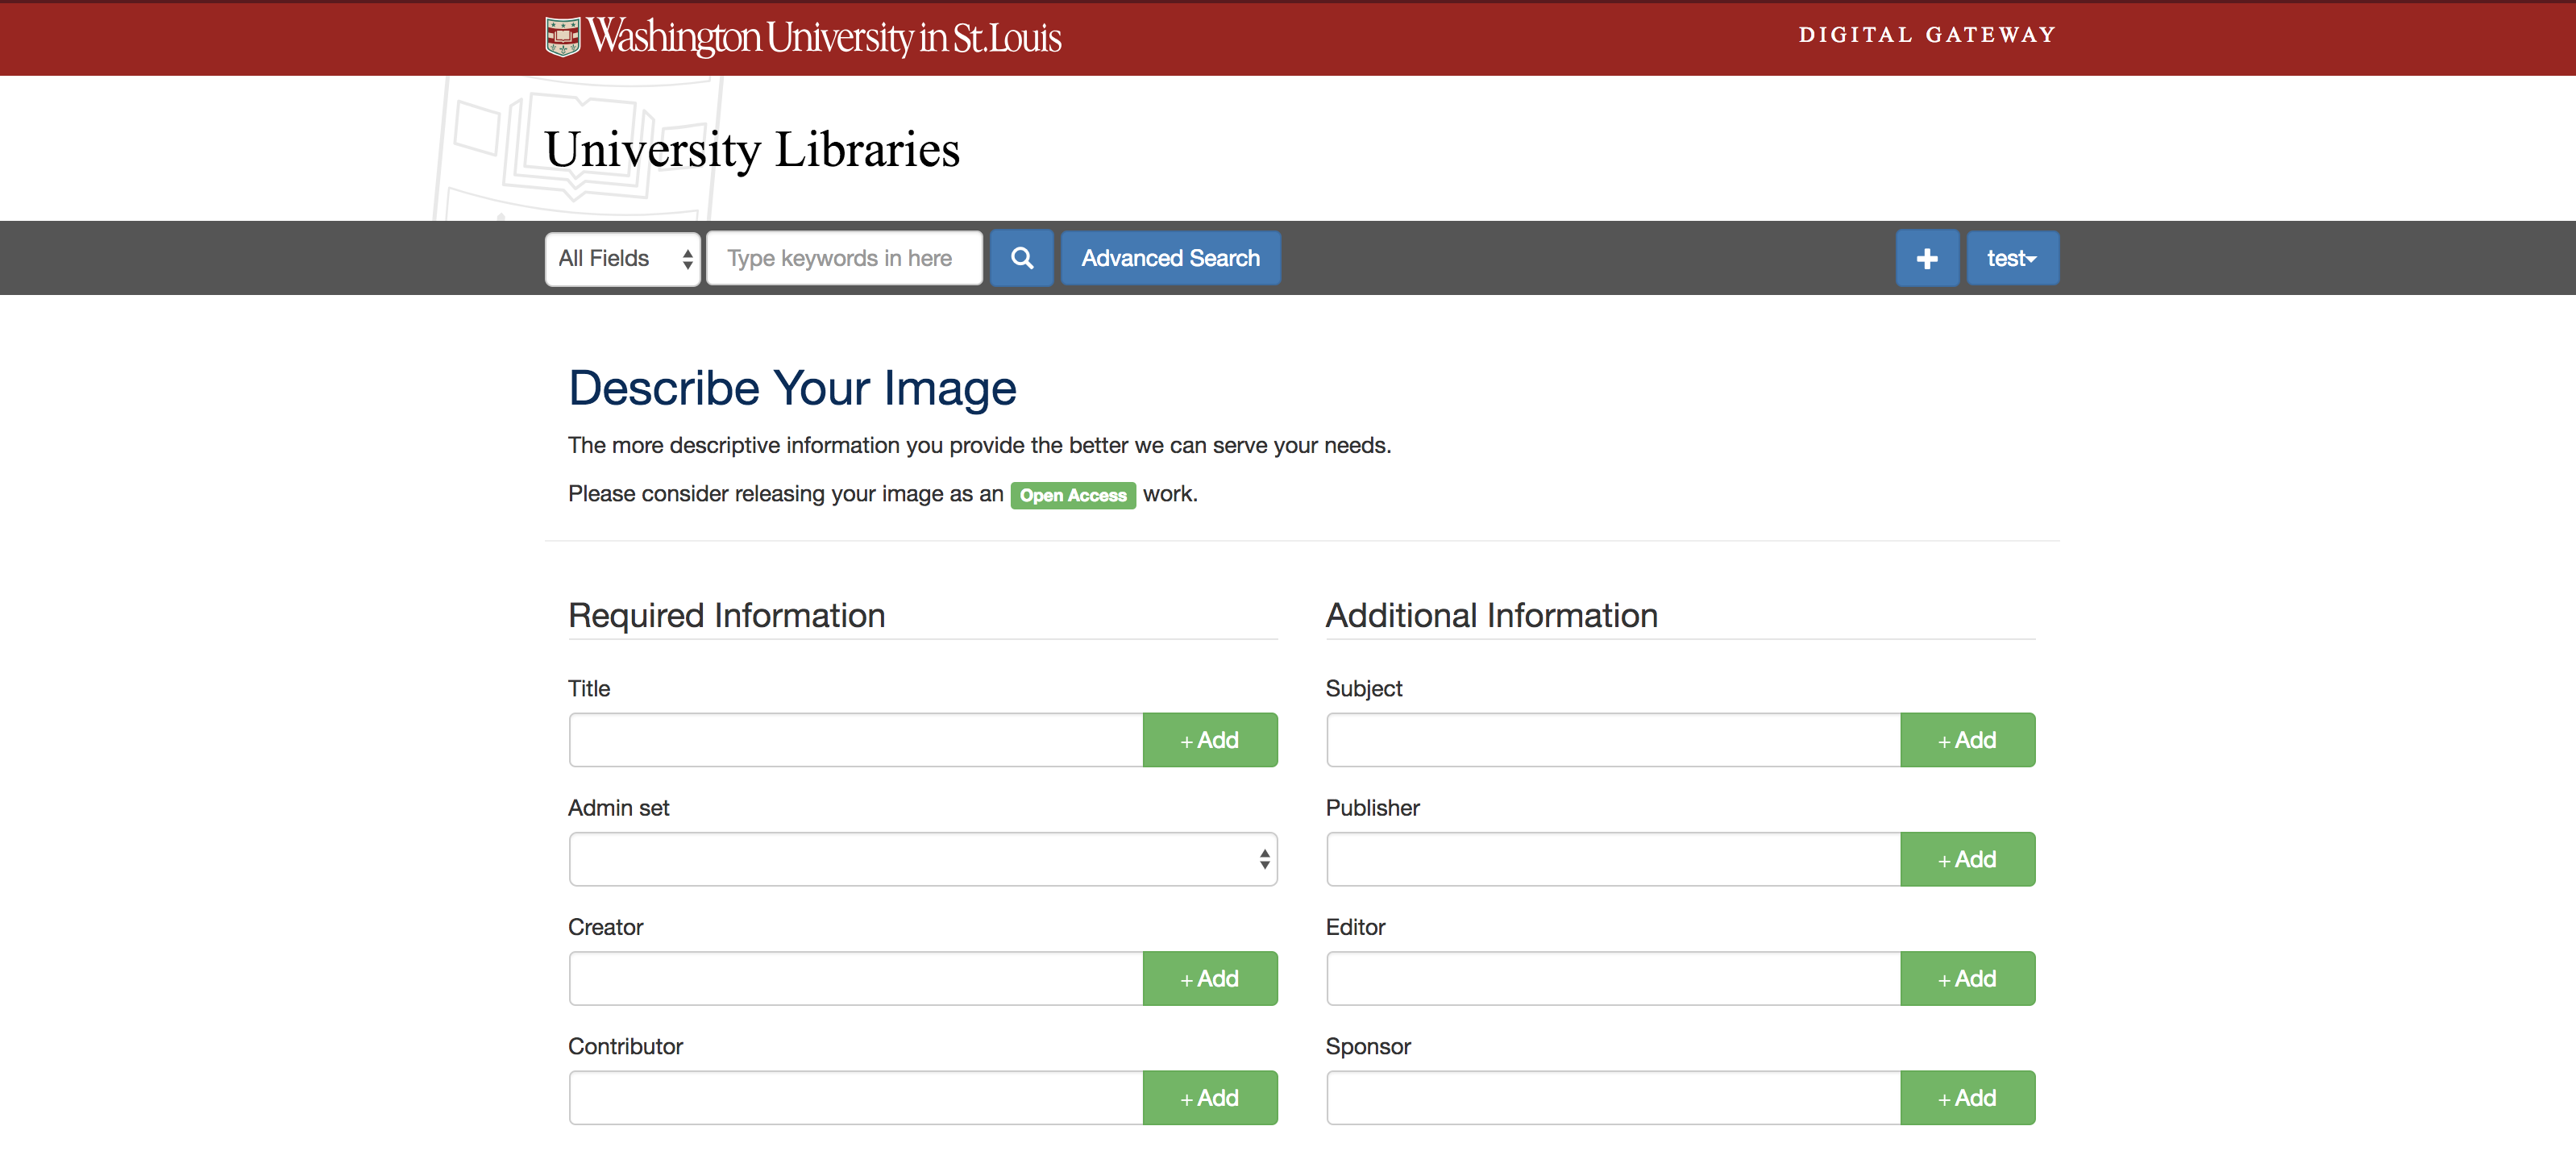 Washington University in St. Louis
DIGITAL GATEWAY
University Libraries
All Fields
Type keywords in here
Advanced Search
test
Describe Your Image
The more descriptive information you provide the better we can serve your needs.
Please consider releasing your image as an Open Access work.
Required Information
Title
+ Add
Admin set
Creator
+ Add
Contributor
+ Add
Additional Information
Subject
+ Add
Publisher
+ Add
Editor
+ Add
Sponsor
+ Add